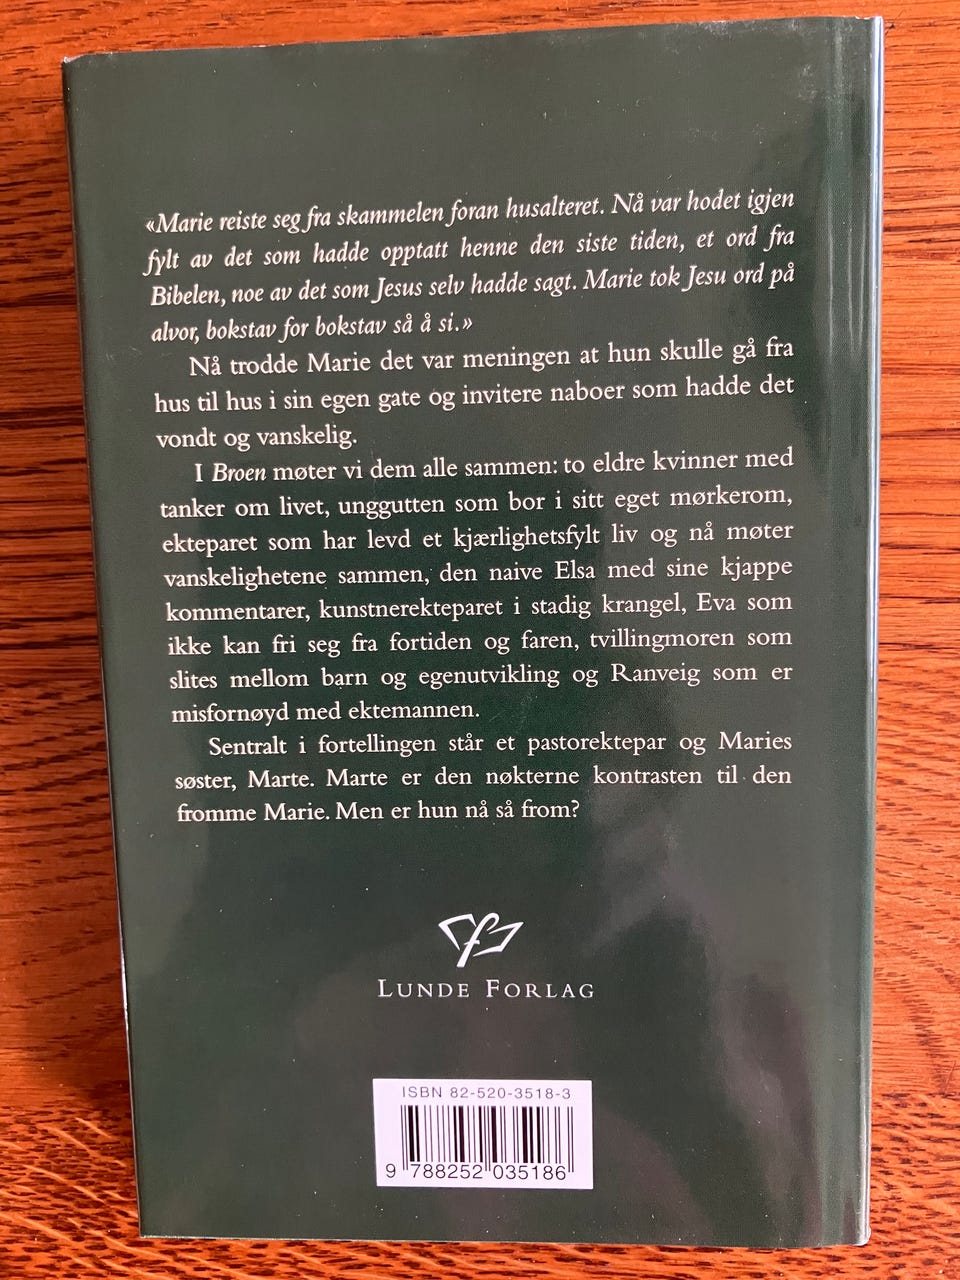 «Marie reiste seg fra skammelen foran husalteret. Nå var hodet igjen
fylt av det som hadde opptatt henne den siste tiden, et ord fra
Bibelen, noe av det som Jesus selv hadde sagt. Marie tok Jesu ord på
alvor, bokstav for bokstav så å si.»
Nå trodde Marie det var meningen at hun skulle gå fra
hus til hus i sin egen gate og invitere naboer som hadde det
vondt og vanskelig.
I Broen møter vi dem alle sammen: to eldre kvinner med
tanker om livet, unggutten som bor i sitt eget mørkerom,
ekteparet som har levd et kjærlighetsfylt liv og nå møter
vanskelighetene sammen, den naive Elsa med sine kjappe
kommentarer, kunstnerekteparet i stadig krangel, Eva som
ikke kan fri seg fra fortiden og faren, tvillingmoren som
slites mellom barn og egenutvikling og Ranveig som er
misfornøyd med ektemannen.
Sentralt i fortellingen står et pastorektepar og Maries
søster, Marte. Marte er den nøkterne kontrasten til den
fromme Marie. Men er hun nå så from?
LUNDE FORLAG
ISBN 82-520-3518-3
9 788252 035186